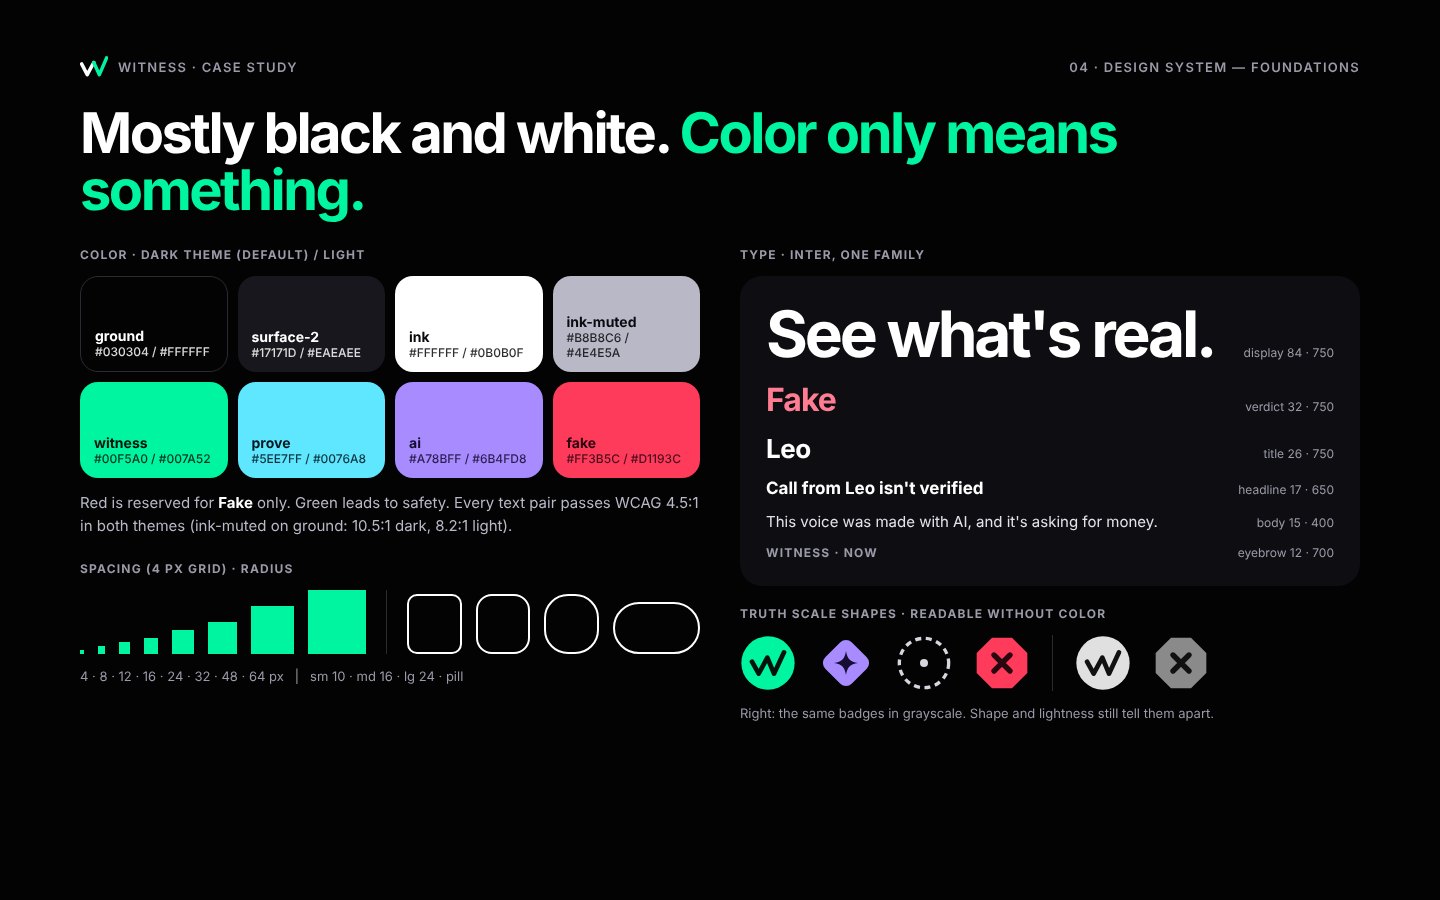 WITNESS · CASE STUDY
04 · DESIGN SYSTEM — FOUNDATIONS
Mostly black and white. Color only means
something.
COLOR · DARK THEME (DEFAULT) / LIGHT
ground
#030304 / #FFFFFF
surface-2
#17171D / #EAEAEE
ink
#FFFFFF / #0B0B0F
ink-muted
#B8B8C6 /
#4E4E5A
witness
#00F5A0 / #007A52
prove
#5EE7FF / #0076A8
ai
#A78BFF / #6B4FD8
fake
#FF3B5C / #D1193C
Red is reserved for Fake only. Green leads to safety. Every text pair passes WCAG 4.5:1
in both themes (ink-muted on ground: 10.5:1 dark, 8.2:1 light).
SPACING (4 PX GRID) · RADIUS
4 · 8 · 12 · 16 · 24 · 32 · 48 · 64 px | sm 10 · md 16 · lg 24 · pill
TYPE · INTER, ONE FAMILY
See what's real. display 84 · 750
Fake verdict 32 · 750
Leo title 26 · 750
Call from Leo isn't verified headline 17 · 650
This voice was made with AI, and it's asking for money. body 15 · 400
WITNESS · NOW eyebrow 12 · 700
TRUTH SCALE SHAPES · READABLE WITHOUT COLOR
Right: the same badges in grayscale. Shape and lightness still tell them apart.